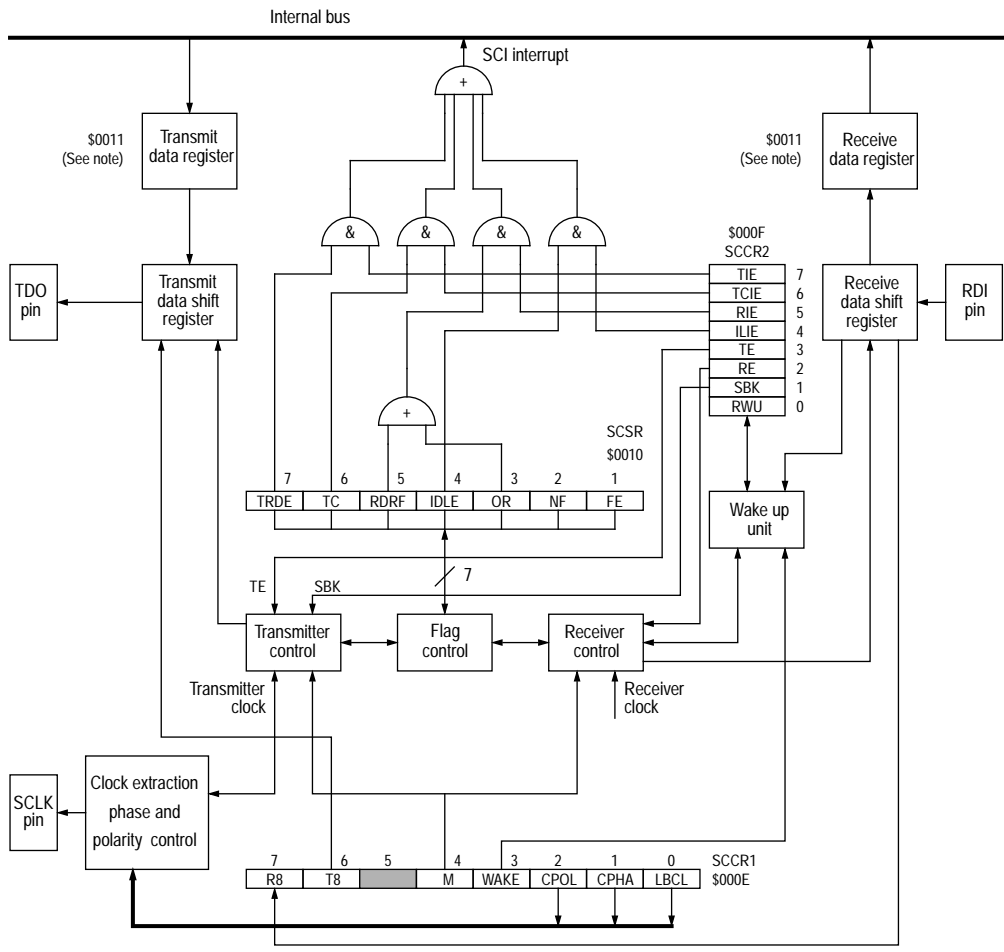 Internal bus
SCI interrupt
+
$0011
(See note)
Transmit
data register
$0011
(See note)
Receive
data register
&
&
&
&
$000F
SCCR2
TDO
pin
Transmit
data shift
register
TIE 7
TCIE 6
RIE 5
ILIE 4
TE 3
RE 2
SBK 1
RWU 0
Receive
data shift
register
RDI
pin
+
SCSR
$0010
7 6 5 4 3 2 1
TRDE TC RDRF IDLE OR NF FE
Wake up
unit
7
TE
SBK
Transmitter
control
Flag
control
Receiver
control
Transmitter
clock
Receiver
clock
SCLK
pin
Clock extraction
phase and
polarity control
7 6 5 4 3 2 1 0
SCCR1
R8 T8 M WAKE CPOL CPHA LBCL
$000E